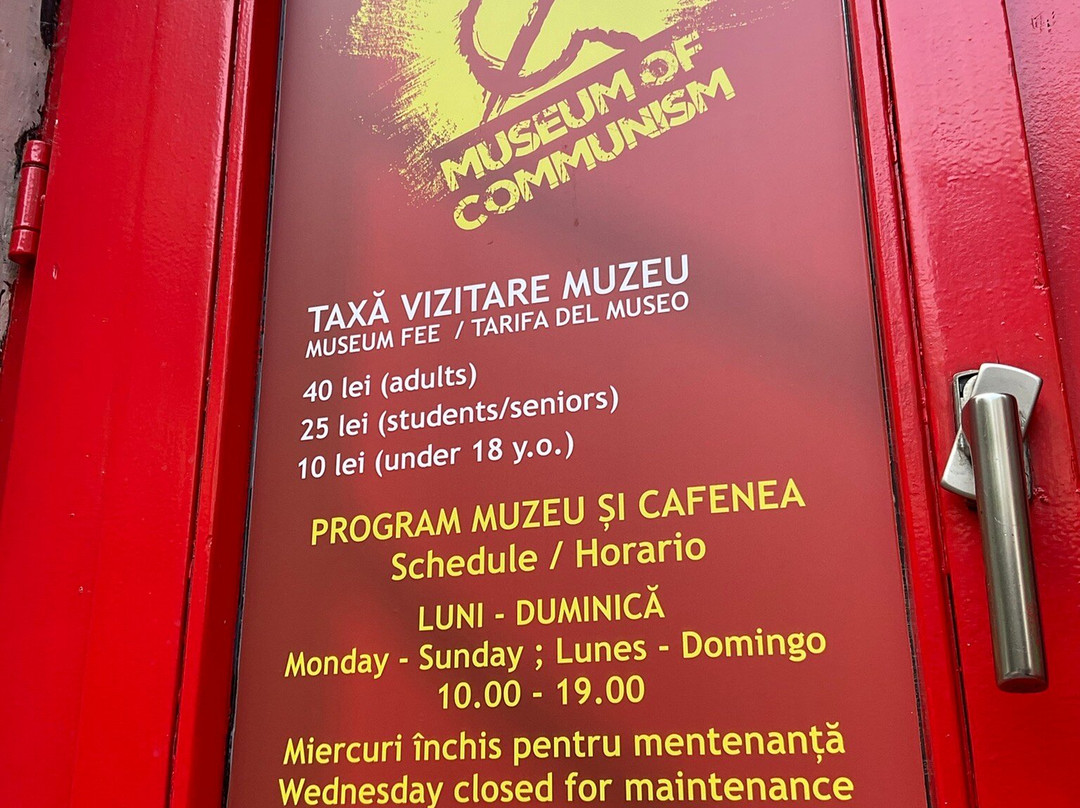 MUSEUM OF
COMMUNISM
TAXĂ VIZITARE MUZEU
MUSEUM FEE / TARIFA DEL MUSEO
40 lei (adults)
25 lei (students/seniors)
10 lei (under 18 y.o.)
PROGRAM MUZEU ȘI CAFENEA
Schedule / Horario
LUNI - DUMINICĂ
Monday - Sunday ; Lunes - Domingo
10.00 - 19.00
Miercuri închis pentru mentenanță
Wednesday closed for maintenance